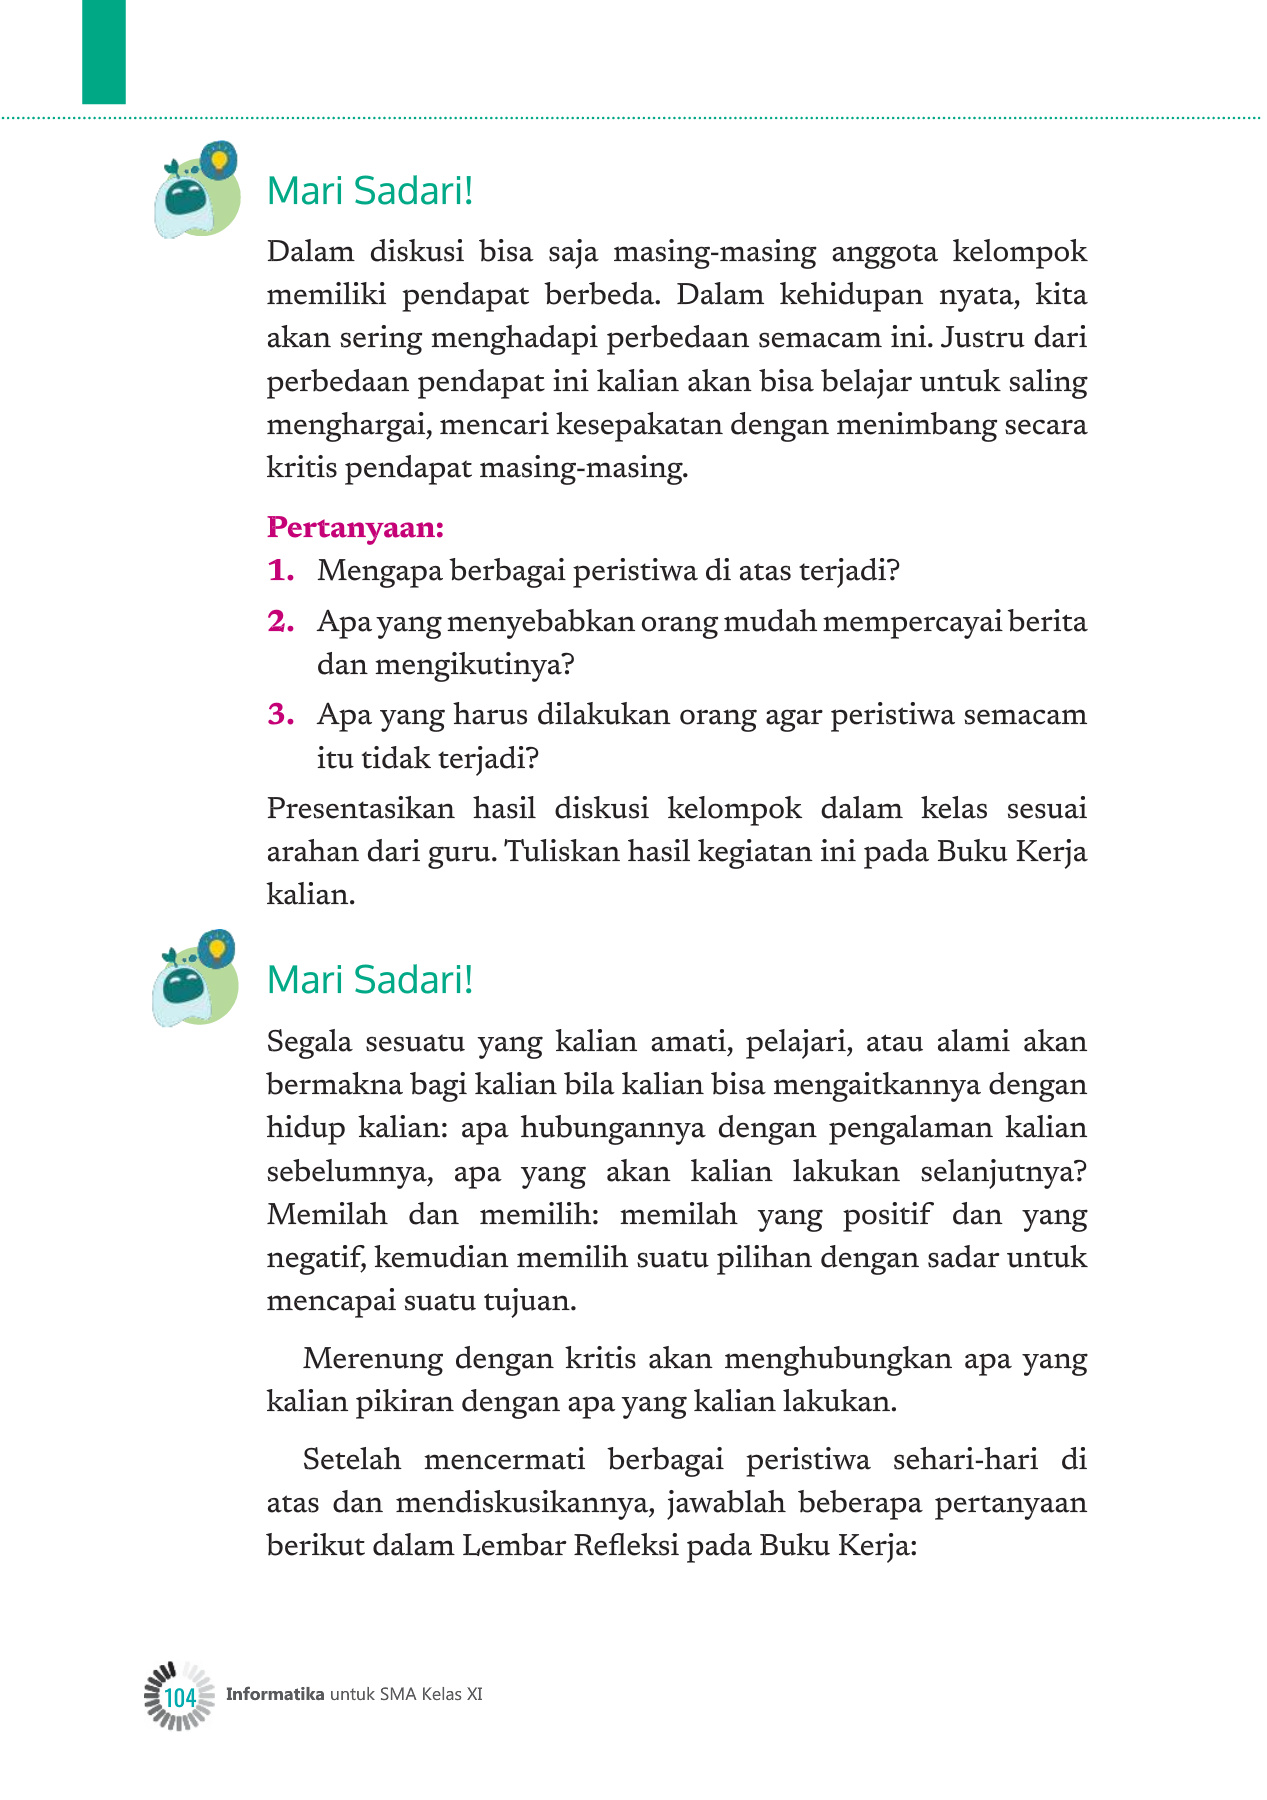 Mari Sadari!
Dalam diskusi bisa saja masing-masing anggota kelompok
memiliki pendapat berbeda. Dalam kehidupan nyata, kita
akan sering menghadapi perbedaan semacam ini. Justru dari
perbedaan pendapat ini kalian akan bisa belajar untuk saling
menghargai, mencari kesepakatan dengan menimbang secara
kritis pendapat masing-masing.
Pertanyaan:
1. Mengapa berbagai peristiwa di atas terjadi?
2. Apa yang menyebabkan orang mudah mempercayai berita
dan mengikutinya?
3. Apa yang harus dilakukan orang agar peristiwa semacam
itu tidak terjadi?
Presentasikan hasil diskusi kelompok dalam kelas sesuai
arahan dari guru. Tuliskan hasil kegiatan ini pada Buku Kerja
kalian.
Mari Sadari!
Segala sesuatu yang kalian amati, pelajari, atau alami akan
bermakna bagi kalian bila kalian bisa mengaitkannya dengan
hidup kalian: apa hubungannya dengan pengalaman kalian
sebelumnya, apa yang akan kalian lakukan selanjutnya?
Memilah dan memilih: memilah yang positif dan yang
negatif, kemudian memilih suatu pilihan dengan sadar untuk
mencapai suatu tujuan.
Merenung dengan kritis akan menghubungkan apa yang
kalian pikiran dengan apa yang kalian lakukan.
Setelah mencermati berbagai peristiwa sehari-hari di
atas dan mendiskusikannya, jawablah beberapa pertanyaan
berikut dalam Lembar Refleksi pada Buku Kerja:
104 Informatika untuk SMA Kelas XI